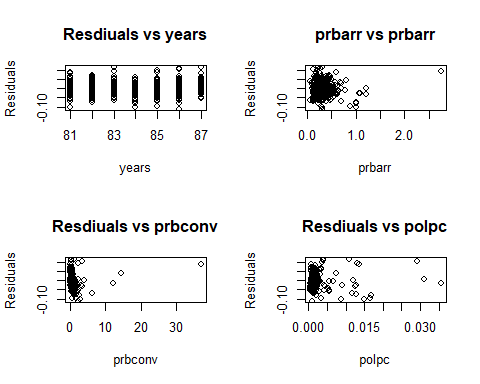 Resdiuals vs years
Residuals
-0.10
81 83 85 87
years
prbarr vs prbarr
Residuals
-0.10
0.0 1.0 2.0
prbarr
Resdiuals vs prbconv
Residuals
-0.10
0 10 20 30
prbconv
Resdiuals vs polpc
Residuals
-0.10
0.000 0.015 0.030
polpc